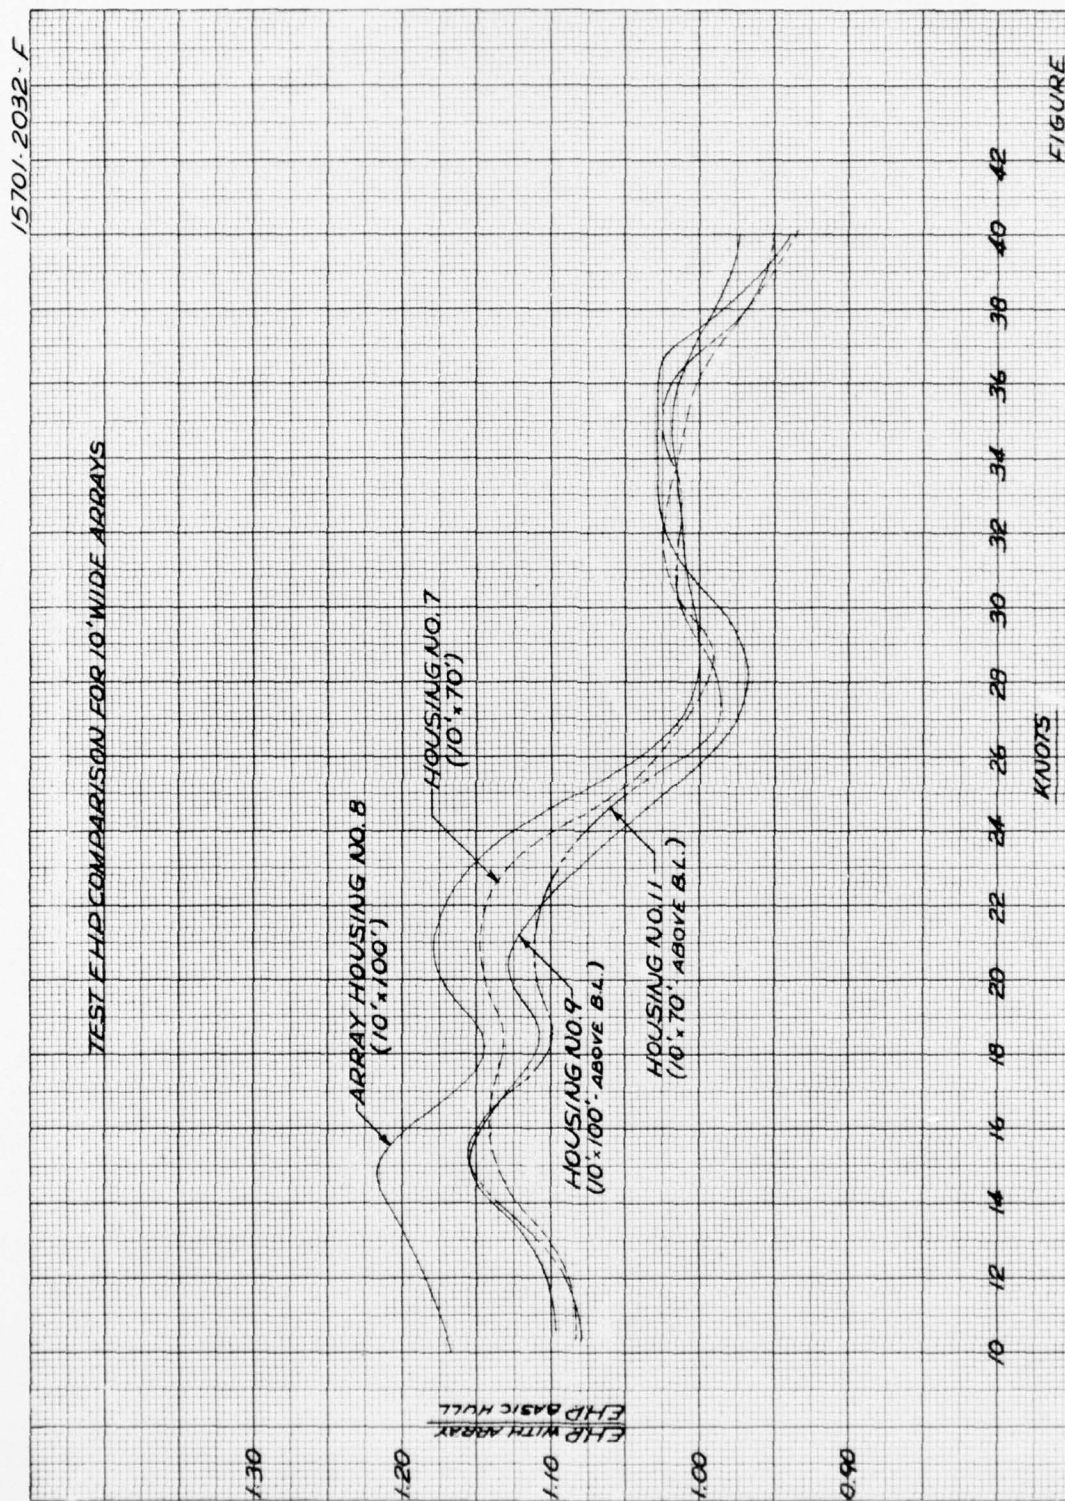 15701-2032-F
TEST EHP COMPARISON FOR 10' WIDE ARRAYS
ARRAY HOUSING NO. 8
(10' x 100')
HOUSING NO. 7
(10' x 70')
HOUSING NO. 9
(10' x 100' - ABOVE B.L.)
HOUSING NO. 11
(10' x 70' - ABOVE B.L.)
EHP WITH ARRAY
EHP BASIC HULL
1.30
1.20
1.10
1.00
0.90
10 12 14 16 18 20 22 24 26 28 30 32 34 36 38 40 42
KNOTS
FIGURE